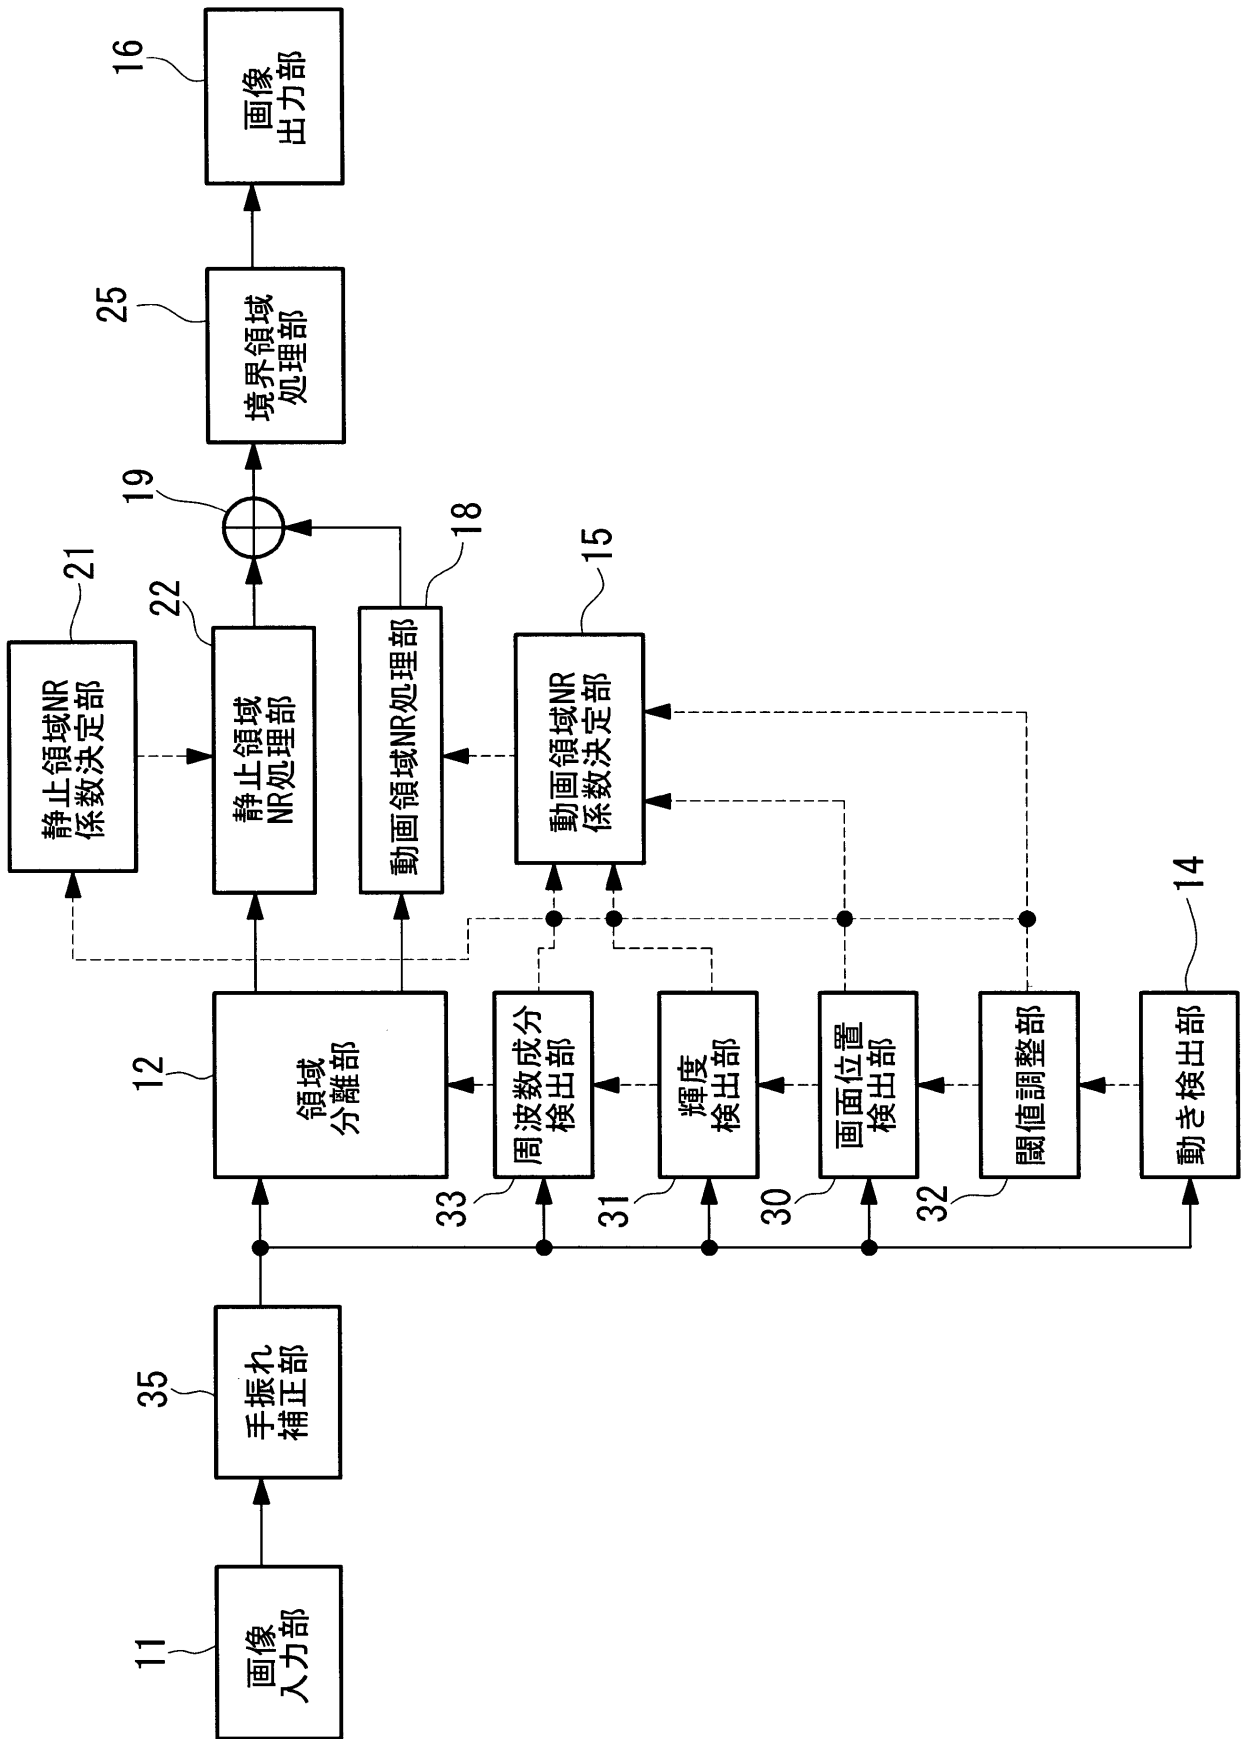 11
画像
入力部
35
手振れ
補正部
12
領域
分離部
33
周波数成分
検出部
31
輝度
検出部
30
画面位置
検出部
32
閾値調整部
14
動き検出部
21
静止領域NR
係数決定部
22
静止領域
NR処理部
18
動画領域NR処理部
15
動画領域NR
係数決定部
19
25
境界領域
処理部
16
画像
出力部